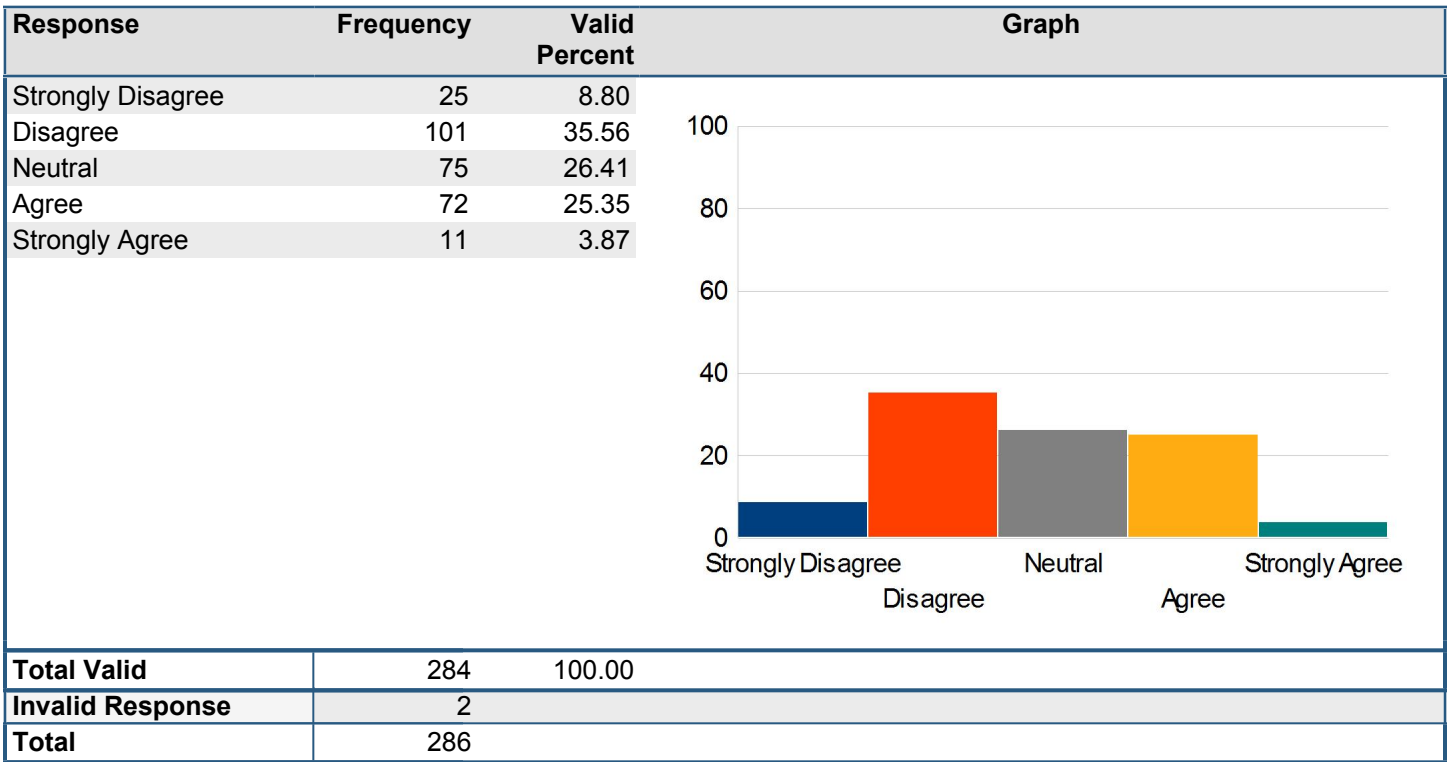 Response Frequency Valid Percent Graph
Strongly Disagree 25 8.80
Disagree 101 35.56
Neutral 75 26.41
Agree 72 25.35
Strongly Agree 11 3.87
100
80
60
40
20
0
Strongly Disagree Neutral Strongly Agree
Disagree Agree
Total Valid 284 100.00
Invalid Response 2
Total 286